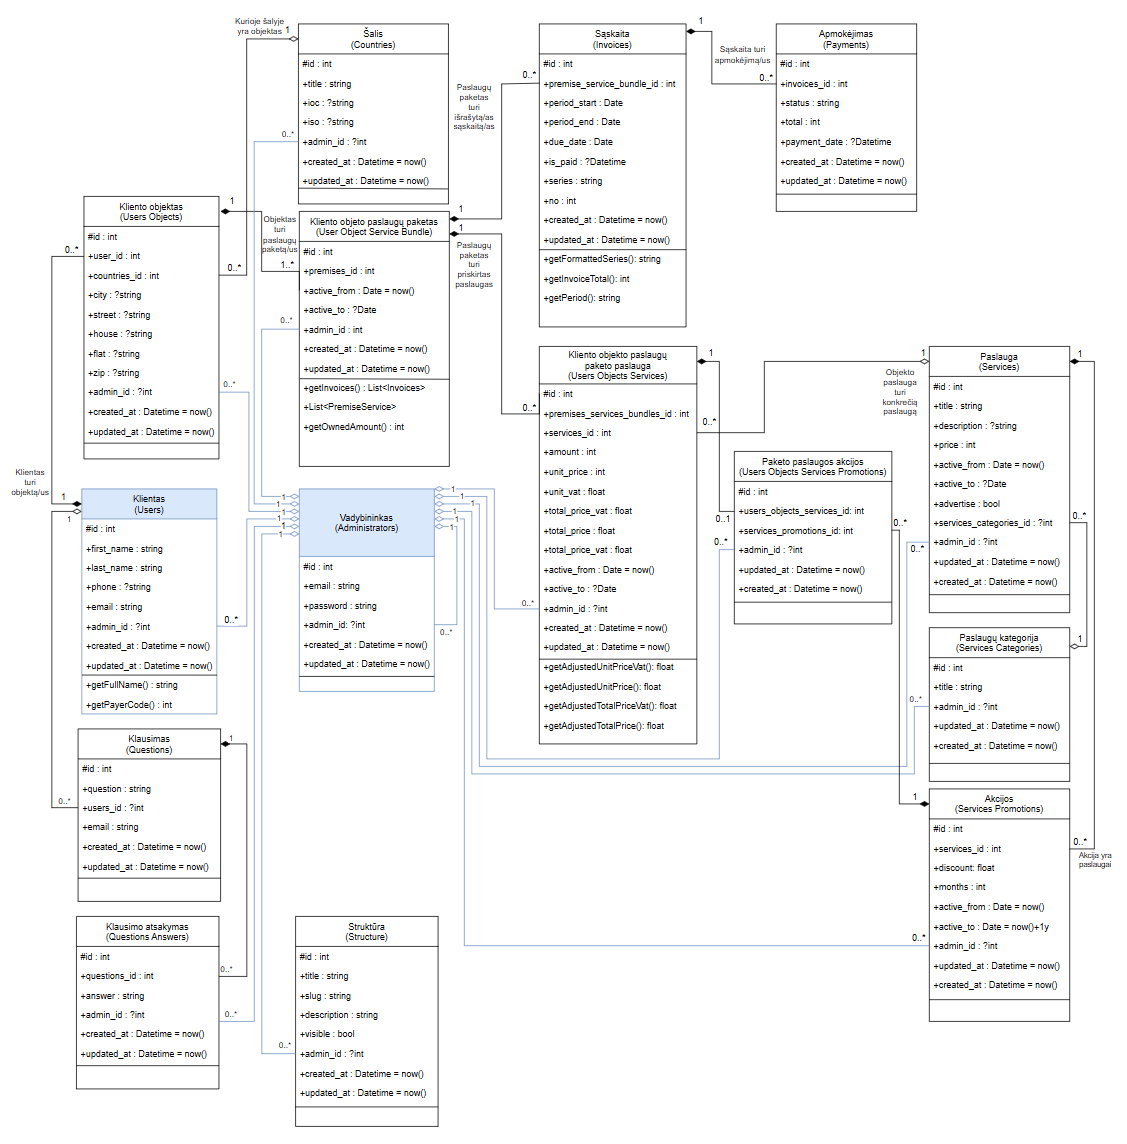 Kurioje šalyje
yra objektas
1
Šalis
(Countries)
#id : int
+title : string
+ioc : ?string
+iso : ?string
+admin_id : ?int
+created_at : Datetime = now()
+updated_at : Datetime = now()
0..*
Paslaugų
paketas
turi
išrašytą/as
sąskaitą/as
0..*
Sąskaita
(Invoices)
#id : int
+premise_service_bundle_id : int
+period_start : Date
+period_end : Date
+due_date : Date
+is_paid : ?Datetime
+series : string
+no : int
+created_at : Datetime = now()
+updated_at : Datetime = now()
+getFormattedSeries(): string
+getInvoiceTotal(): int
+getPeriod(): string
1
Sąskaita turi
apmokėjimą/us
0..*
Apmokėjimas
(Payments)
#id : int
+invoices_id : int
+status : string
+total : int
+payment_date : ?Datetime
+created_at : Datetime = now()
+updated_at : Datetime = now()
Kliento objektas
(Users Objects)
#id : int
+user_id : int
+countries_id : int
+city : ?string
+street : ?string
+house : ?string
+flat : ?string
+zip : ?string
+admin_id : ?int
+created_at : Datetime = now()
+updated_at : Datetime = now()
0..*
1
0..*
0..*
Objektas
turi
paslaugų
paketą/us
1..*
Kliento objeto paslaugų paketas
(User Object Service Bundle)
#id : int
+premises_id : int
+active_from : Date = now()
+active_to : ?Date
+admin_id : int
+created_at : Datetime = now()
+updated_at : Datetime = now()
+getInvoices() : List<Invoices>
+List<PremiseService>
+getOwnedAmount() : int
0..*
1
1
Paslaugų
paketas
turi
priskirtas
paslaugas
0..*
Kliento objekto paslaugų
paketo paslauga
(Users Objects Services)
#id : int
+premises_services_bundles_id : int
+services_id : int
+amount : int
+unit_price : int
+unit_vat : float
+total_price_vat : float
+total_price : float
+total_price_vat : float
+active_from : Date = now()
+active_to : ?Date
+admin_id : ?int
+created_at : Datetime = now()
+updated_at : Datetime = now()
+getAdjustedUnitPriceVat(): float
+getAdjustedUnitPrice(): float
+getAdjustedTotalPriceVat(): float
+getAdjustedTotalPrice(): float
1
0..*
0..*
Paketo paslaugos akcijos
(Users Objects Services Promotions)
#id : int
+users_objects_services_id: int
+services_promotions_id: int
+admin_id : ?int
+updated_at : Datetime = now()
+created_at : Datetime = now()
0..1
0..*
0..*
1
Objekto
paslauga
turi
konkrečią
paslaugą
Paslauga
(Services)
#id : int
+title : string
+description : ?string
+price : int
+active_from : Date = now()
+active_to : ?Date
+advertise : bool
+services_categories_id : ?int
+admin_id : ?int
+updated_at : Datetime = now()
+created_at : Datetime = now()
1
0..*
0..*
Klientas
turi
objektą/us
1
1
Klientas
(Users)
#id : int
+first_name : string
+last_name : string
+phone : ?string
+email : string
+admin_id : ?int
+created_at : Datetime = now()
+updated_at : Datetime = now()
+getFullName() : string
+getPayerCode() : int
0..*
Vadybininkas
(Administrators)
#id : int
+email : string
+password : string
+admin_id: ?int
+created_at : Datetime = now()
+updated_at : Datetime = now()
1
1
1
1
1
1
1
1
1
1
1
1
0..*
Paslaugų kategorija
(Services Categories)
#id : int
+title : string
+admin_id : ?int
+updated_at : Datetime = now()
+created_at : Datetime = now()
1
0..*
Klausimas
(Questions)
#id : int
+question : string
+users_id : ?int
+email : string
+created_at : Datetime = now()
+updated_at : Datetime = now()
1
0..*
Akcijos
(Services Promotions)
#id : int
+services_id : int
+discount: float
+months : int
+active_from : Date = now()
+active_to : Date = now()+1y
+admin_id : ?int
+updated_at : Datetime = now()
+created_at : Datetime = now()
1
0..*
Akcija yra
paslaugai
0..*
Klausimo atsakymas
(Questions Answers)
#id : int
+questions_id : int
+answer : string
+admin_id : ?int
+created_at : Datetime = now()
+updated_at : Datetime = now()
0..*
0..*
Struktūra
(Structure)
#id : int
+title : string
+slug : string
+description : string
+visible : bool
+admin_id : ?int
+created_at : Datetime = now()
+updated_at : Datetime = now()
0..*